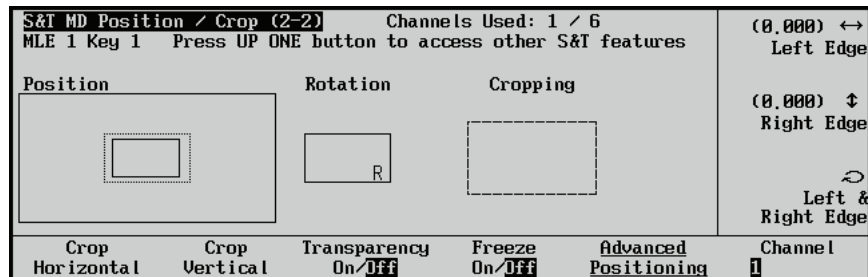 S&T MD Position / Crop (2-2) Channels Used: 1 / 6
MLE 1 Key 1 Press UP ONE button to access other S&T features
(0.000) ↔
Left Edge
Position Rotation Cropping
(0.000) ↕
Right Edge
R
Left &
Right Edge
Crop Horizontal
Crop Vertical
Transparency On/Off
Freeze On/Off
Advanced Positioning
Channel 1